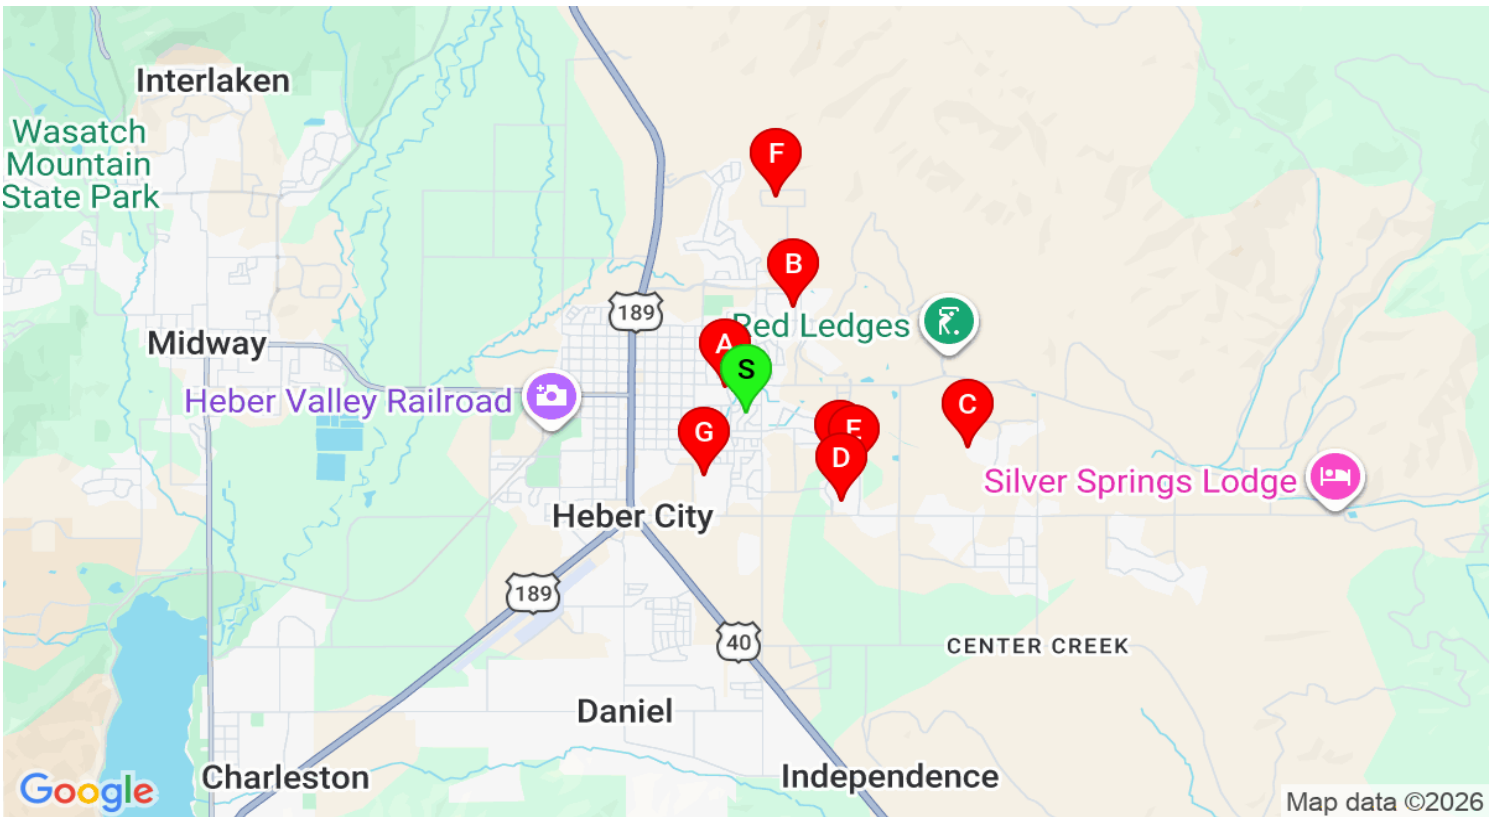 Interlaken
Wasatch
Mountain
State Park
F
B
189
Red Ledges
Midway
A
S
Heber Valley Railroad
C
G
E
D
Silver Springs Lodge
Heber City
189
40
CENTER CREEK
Daniel
Charleston
Independence
Google
Map data ©2026